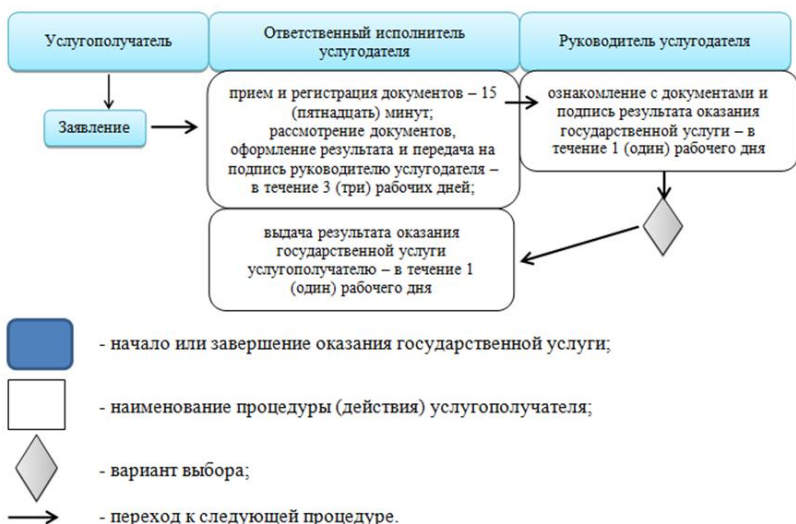 Услугополучатель
Ответственный исполнитель
услугодателя
Руководитель услугодателя
Заявление
прием и регистрация документов – 15
(пятнадцать) минут;
рассмотрение документов,
оформление результата и передача на
подпись руководителю услугодателя –
в течение 3 (три) рабочих дней;
ознакомление с документами и
подпись результата оказания
государственной услуги – в
течение 1 (один) рабочего дня
выдача результата оказания
государственной услуги
услугополучателю – в течение 1
(один) рабочего дня
- начало или завершение оказания государственной услуги;
- наименование процедуры (действия) услугополучателя;
- вариант выбора;
- переход к следующей процедуре.